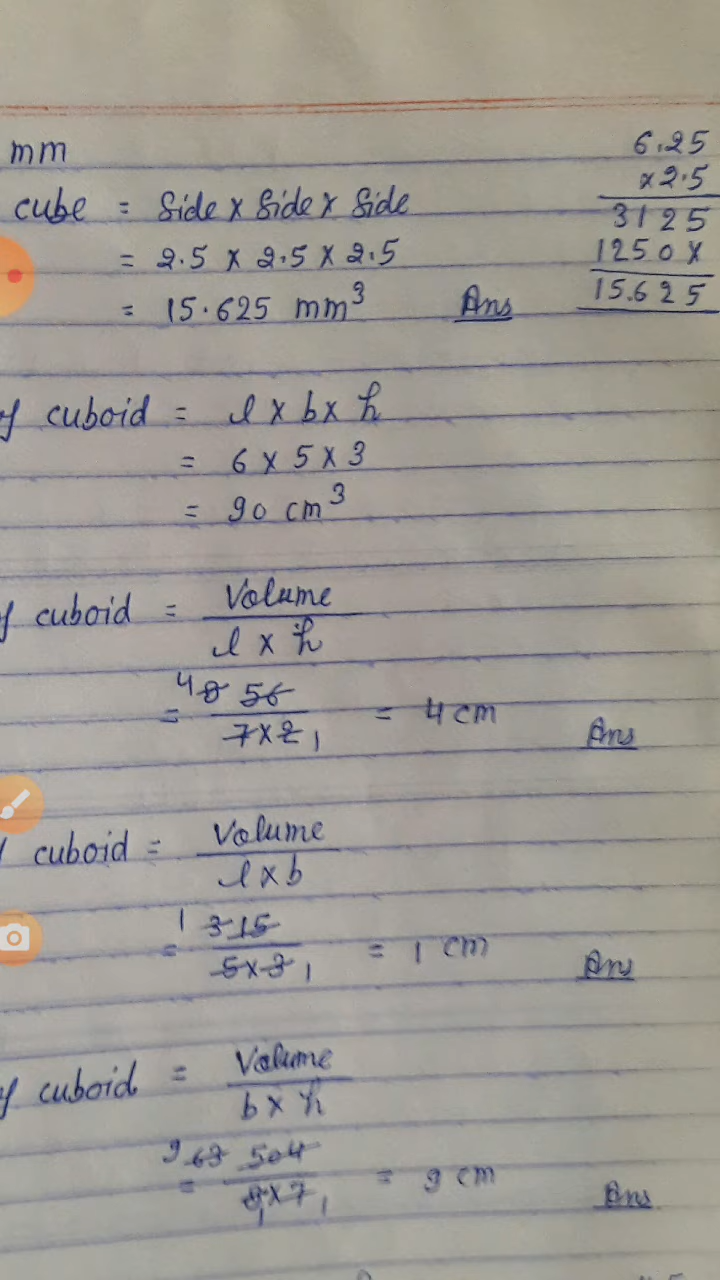 mm
6.25
x2.5
3125
1250x
15.625
cube = Side x Side x Side
= 2.5 x 2.5 x 2.5
= 15.625 mm³ Ans
f cuboid = l x b x h
= 6 x 5 x 3
= 90 cm³
f cuboid = Volume
l x h
= 4 8 56
7x2 1
= 4 cm Ans
cuboid = Volume
l x b
= 1 3 15
5x3 1
= 1 cm Ans
f cuboid = Volume
b x h
= 9 63 504
8x7
1 1
= 9 cm Ans